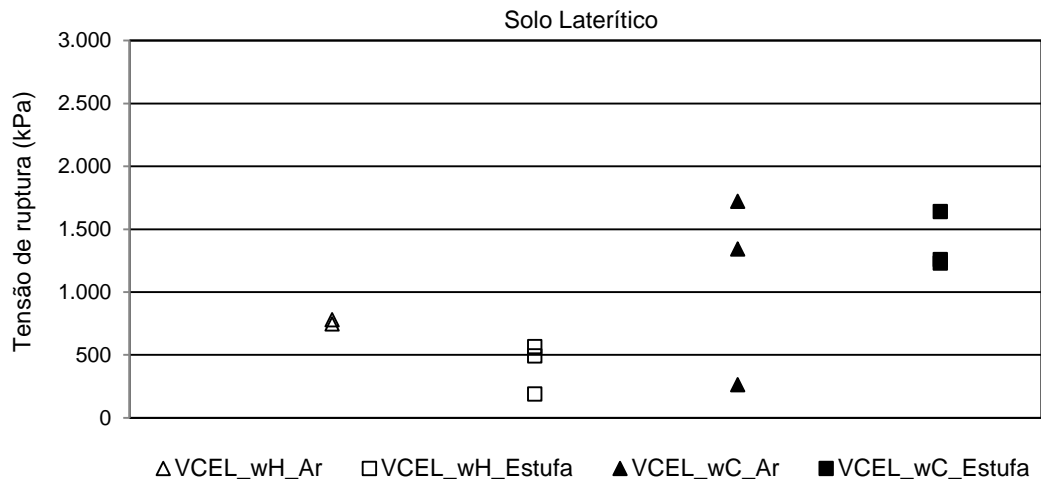 Solo Laterítico
3.000
2.500
2.000
1.500
1.000
500
0
Tensão de ruptura (kPa)
VCEL_wH_Ar VCEL_wH_Estufa VCEL_wC_Ar VCEL_wC_Estufa